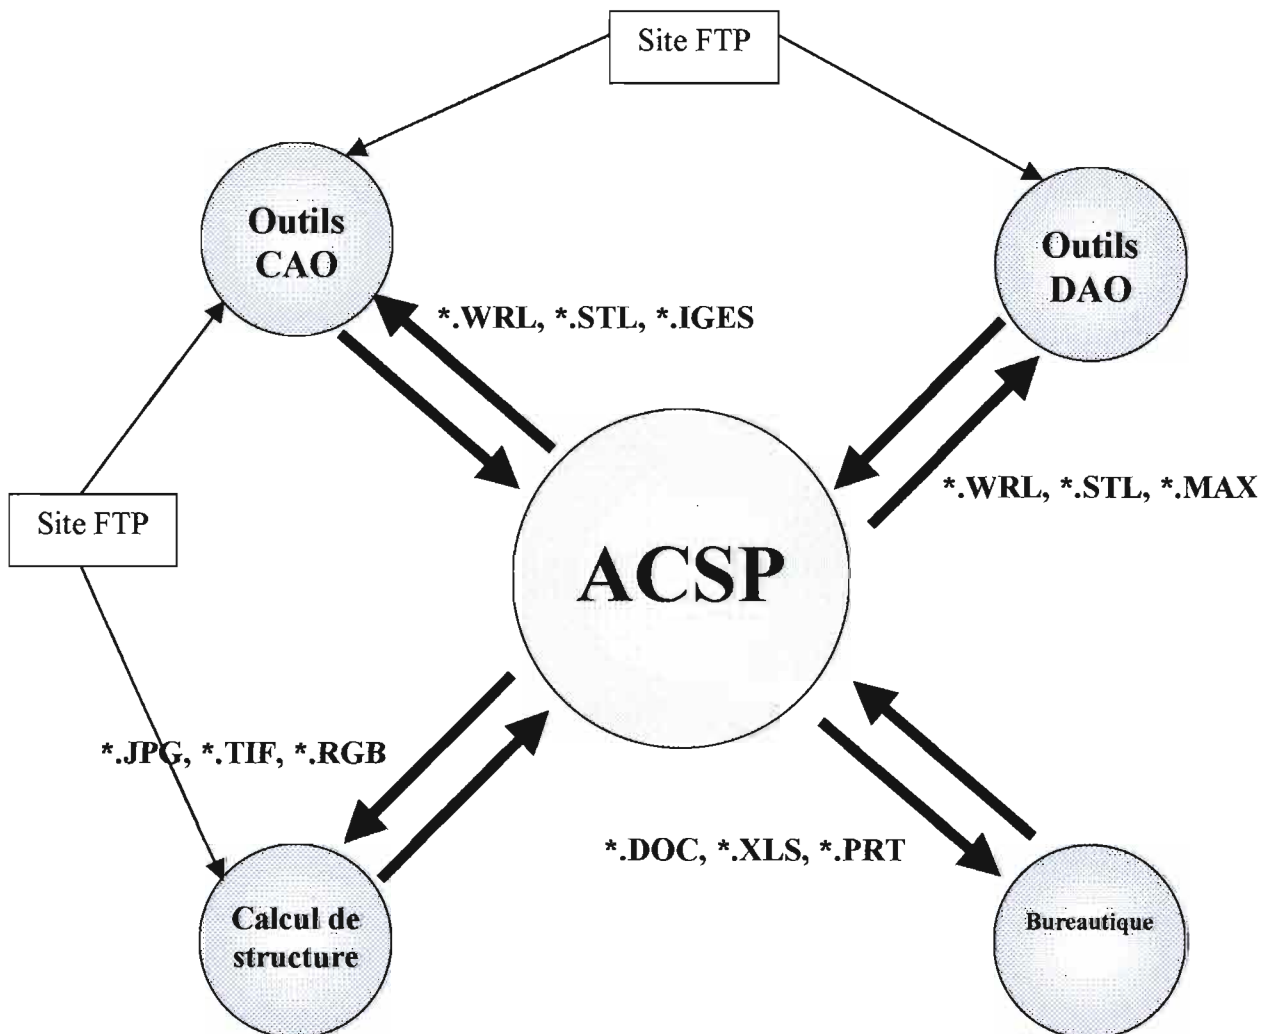 Site FTP
Outils
CAO
Outils
DAO
*.WRL, *.STL, *.IGES
*.WRL, *.STL, *.MAX
Site FTP
ACSP
*.JPG, *.TIF, *.RGB
*.DOC, *.XLS, *.PRT
Calcul de
structure
Bureautique